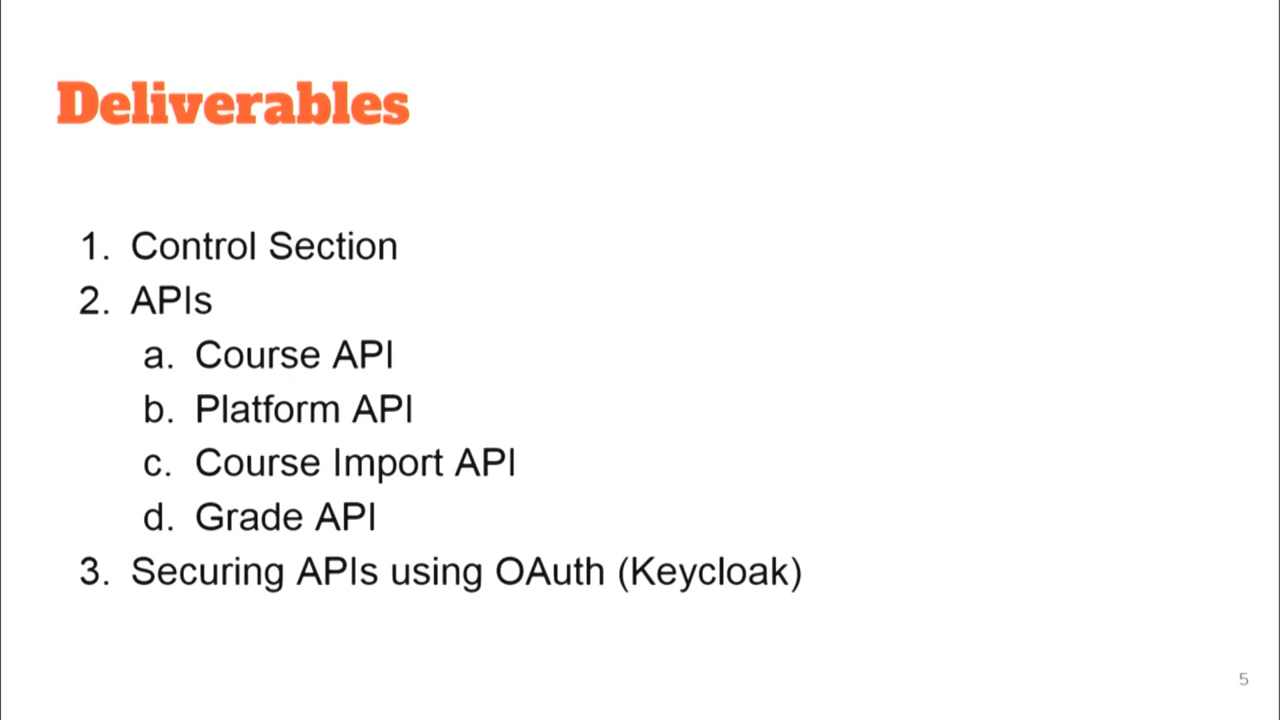 Deliverables
1. Control Section
2. APIs
a. Course API
b. Platform API
c. Course Import API
d. Grade API
3. Securing APIs using OAuth (Keycloak)
5